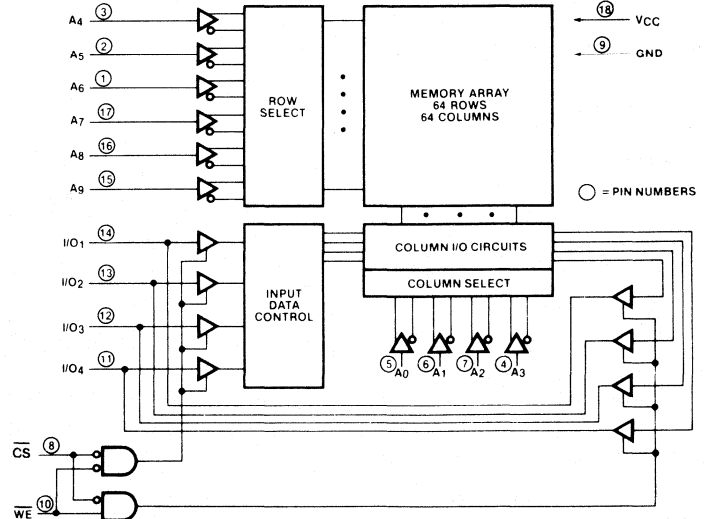 A4 3
A5 2
A6 1
A7 17
A8 16
A9 15
ROW
SELECT
MEMORY ARRAY
64 ROWS
64 COLUMNS
18 VCC
9 GND
= PIN NUMBERS
I/O1 14
I/O2 13
I/O3 12
I/O4 11
INPUT
DATA
CONTROL
COLUMN I/O CIRCUITS
COLUMN SELECT
5 A0 6 A1 7 A2 4 A3
CS 8
WE 10